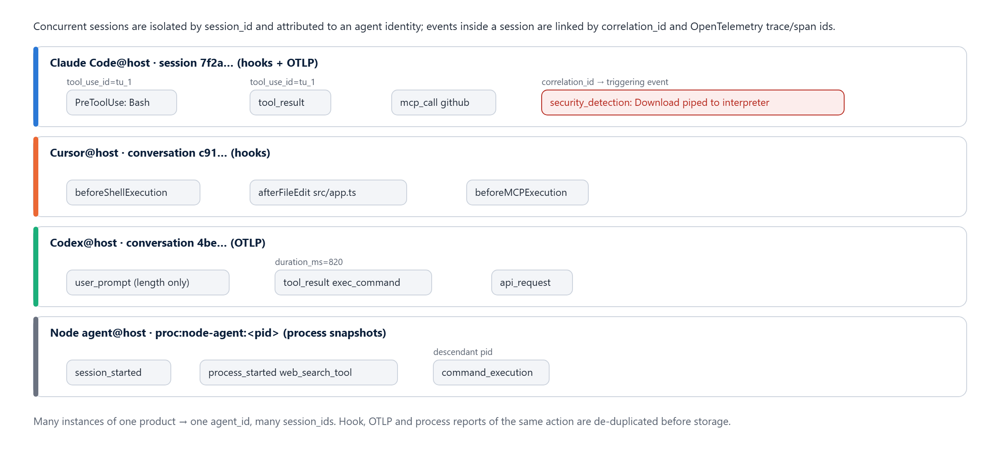 Concurrent sessions are isolated by session_id and attributed to an agent identity; events inside a session are linked by correlation_id and OpenTelemetry trace/span ids.
Claude Code@host · session 7f2a… (hooks + OTLP)
tool_use_id=tu_1
tool_use_id=tu_1
correlation_id → triggering event
PreToolUse: Bash
tool_result
mcp_call github
security_detection: Download piped to interpreter
Cursor@host · conversation c91… (hooks)
beforeShellExecution
afterFileEdit src/app.ts
beforeMCPExecution
Codex@host · conversation 4be… (OTLP)
duration_ms=820
user_prompt (length only)
tool_result exec_command
api_request
Node agent@host · proc:node-agent:<pid> (process snapshots)
descendant pid
session_started
process_started web_search_tool
command_execution
Many instances of one product → one agent_id, many session_ids. Hook, OTLP and process reports of the same action are de-duplicated before storage.